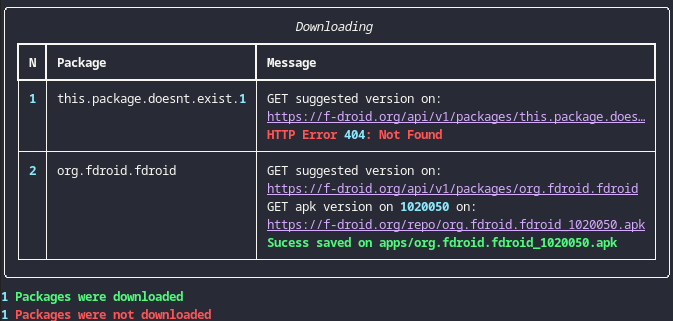 Downloading
N Package Message
1 this.package.doesnt.exist.1 GET suggested version on:
https://f-droid.org/api/v1/packages/this.package.does…
HTTP Error 404: Not Found
2 org.fdroid.fdroid GET suggested version on:
https://f-droid.org/api/v1/packages/org.fdroid.fdroid
GET apk version on 1020050 on:
https://f-droid.org/repo/org.fdroid.fdroid_1020050.apk
Sucess saved on apps/org.fdroid.fdroid_1020050.apk
1 Packages were downloaded
1 Packages were not downloaded